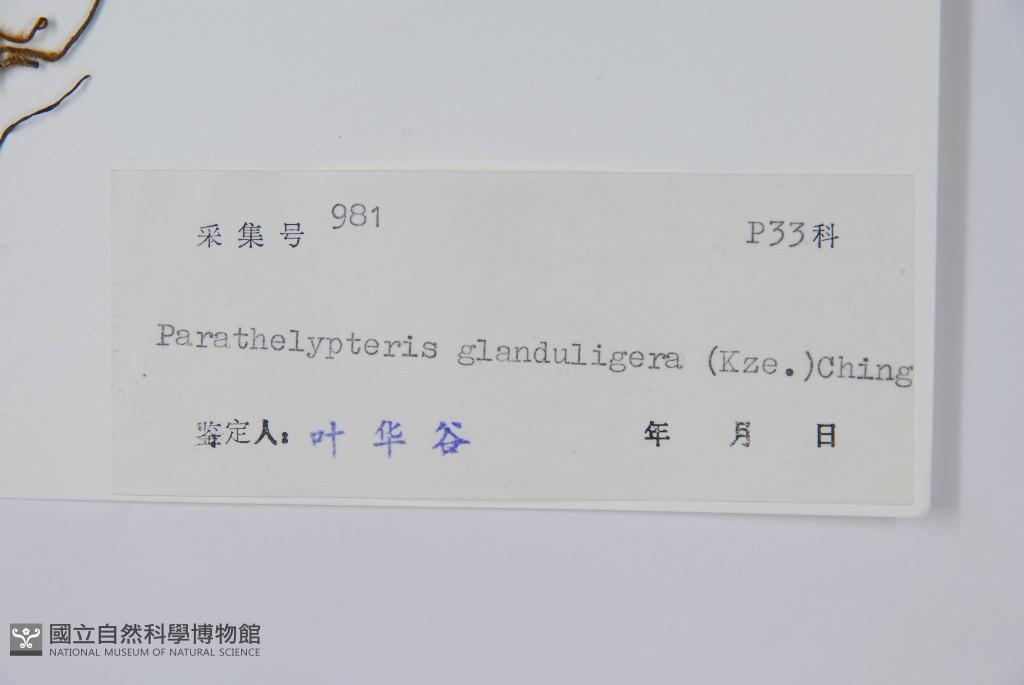 采集号 981 P33科
Parathelypteris glanduligera (Kze.)Ching
鉴定人: 叶华谷 年 月 日
國立自然科學博物館
NATIONAL MUSEUM OF NATURAL SCIENCE